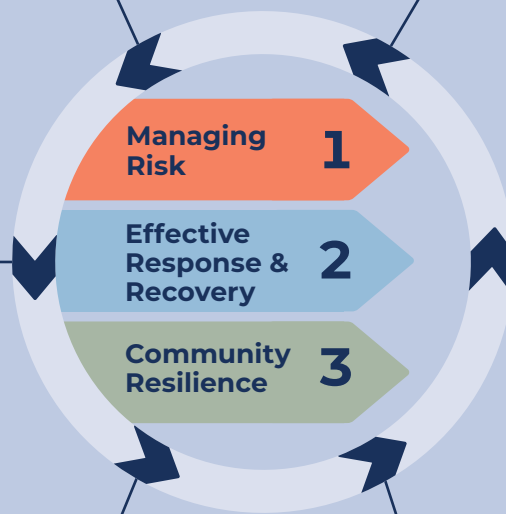 Managing
Risk
1
Effective
Response &
Recovery
2
Community
Resilience
3